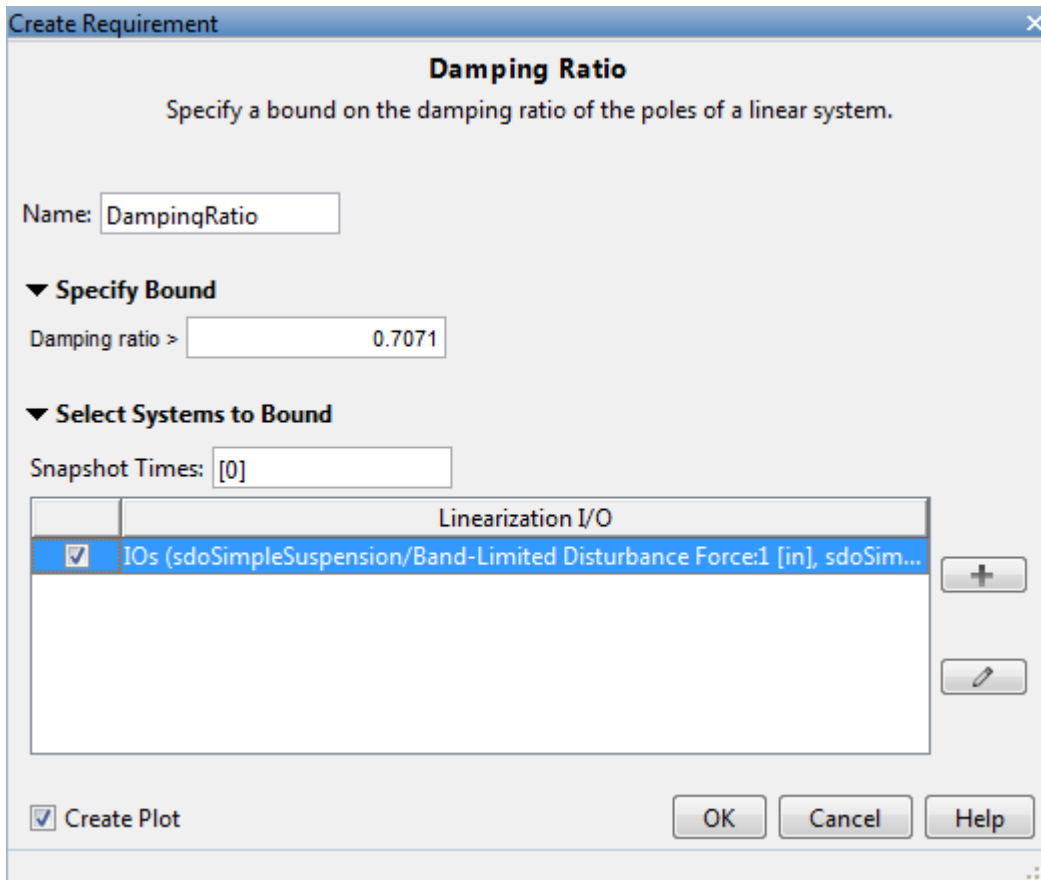 Create Requirement
Damping Ratio
Specify a bound on the damping ratio of the poles of a linear system.
Name: DampingRatio
Specify Bound
Damping ratio > 0.7071
Select Systems to Bound
Snapshot Times: [0]
Linearization I/O
IOs (sdoSimpleSuspension/Band-Limited Disturbance Force:1 [in], sdoSim...
Create Plot OK Cancel Help